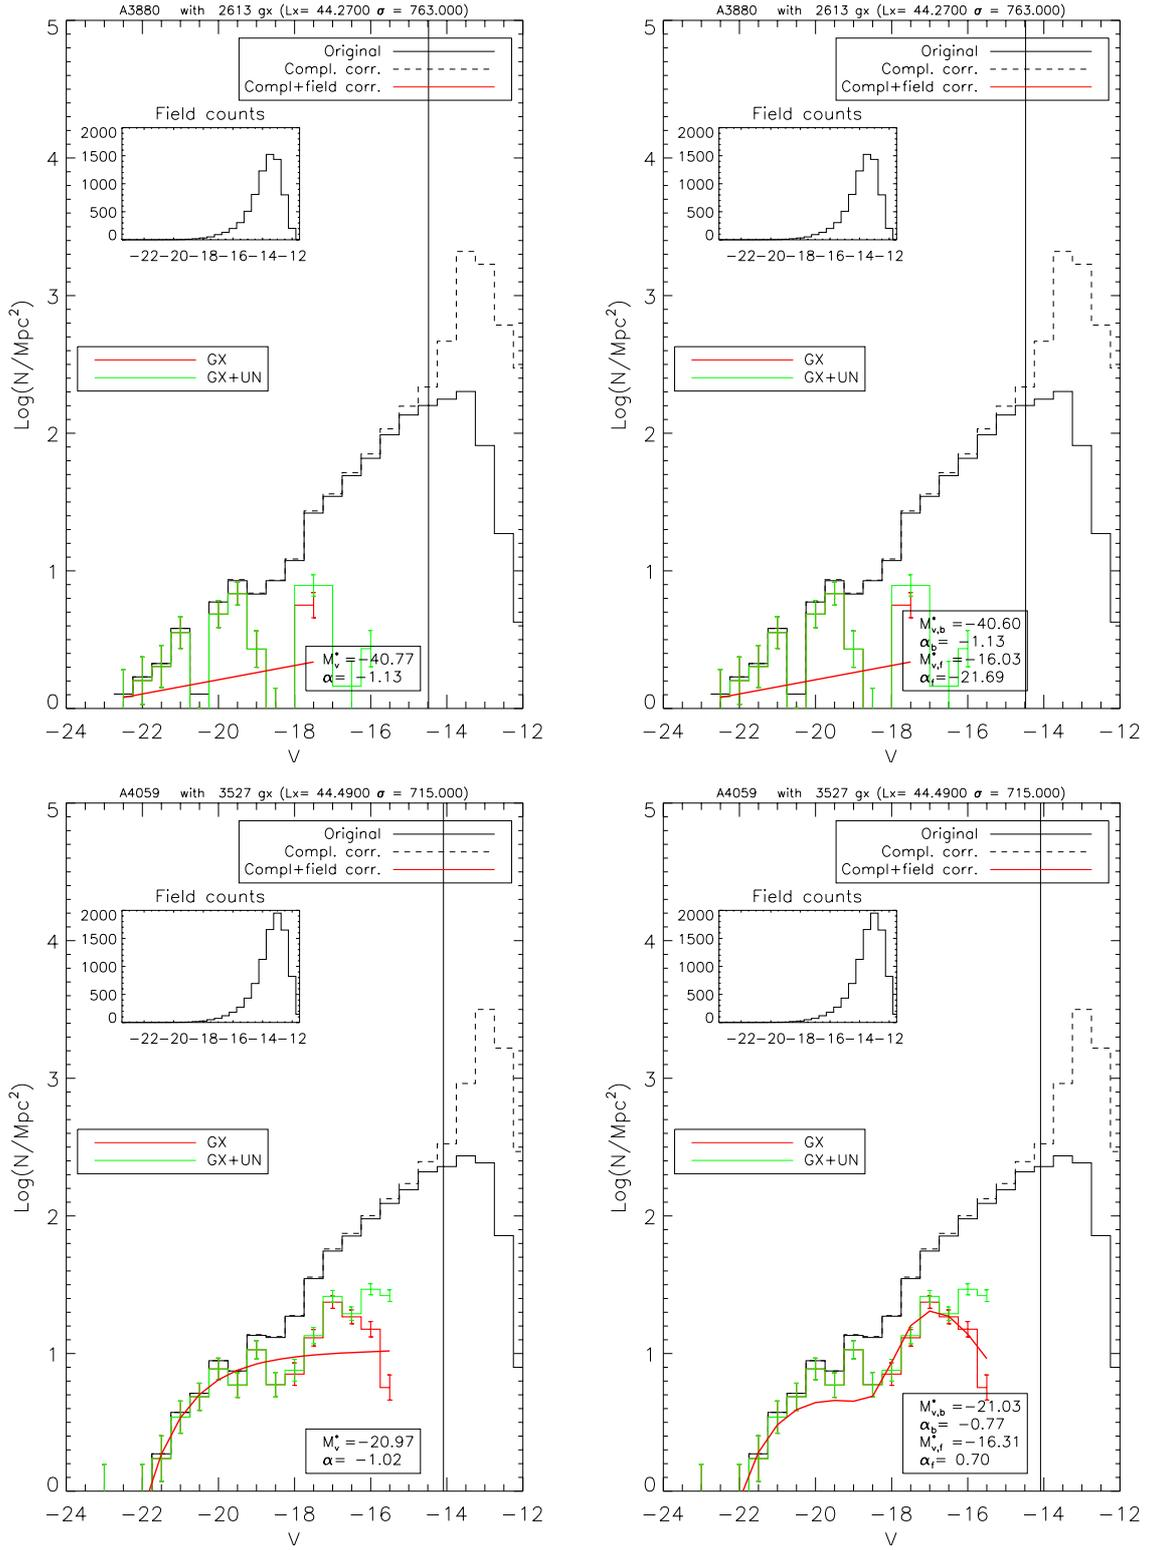 A3880 with 2613 gx (Lx= 44.2700 σ = 763.000)
5
Original
Compl. corr.
Compl+field corr.
Field counts
2000
1500
1000
500
0
-22-20-18-16-14-12
4
3
GX
GX+UN
Log(N/Mpc²)
2
1
M*v =-40.77
α= -1.13
0
-24 -22 -20 -18 -16 -14 -12
V
A3880 with 2613 gx (Lx= 44.2700 σ = 763.000)
5
Original
Compl. corr.
Compl+field corr.
Field counts
2000
1500
1000
500
0
-22-20-18-16-14-12
4
3
GX
GX+UN
Log(N/Mpc²)
2
1
M*v,b =-40.60
αb= -1.13
M*v,f =-16.03
αf=-21.69
0
-24 -22 -20 -18 -16 -14 -12
V
A4059 with 3527 gx (Lx= 44.4900 σ = 715.000)
5
Original
Compl. corr.
Compl+field corr.
Field counts
2000
1500
1000
500
0
-22-20-18-16-14-12
4
3
GX
GX+UN
Log(N/Mpc²)
2
1
M*v =-20.97
α= -1.02
0
-24 -22 -20 -18 -16 -14 -12
V
A4059 with 3527 gx (Lx= 44.4900 σ = 715.000)
5
Original
Compl. corr.
Compl+field corr.
Field counts
2000
1500
1000
500
0
-22-20-18-16-14-12
4
3
GX
GX+UN
Log(N/Mpc²)
2
1
M*v,b =-21.03
αb= -0.77
M*v,f =-16.31
αf= 0.70
0
-24 -22 -20 -18 -16 -14 -12
V